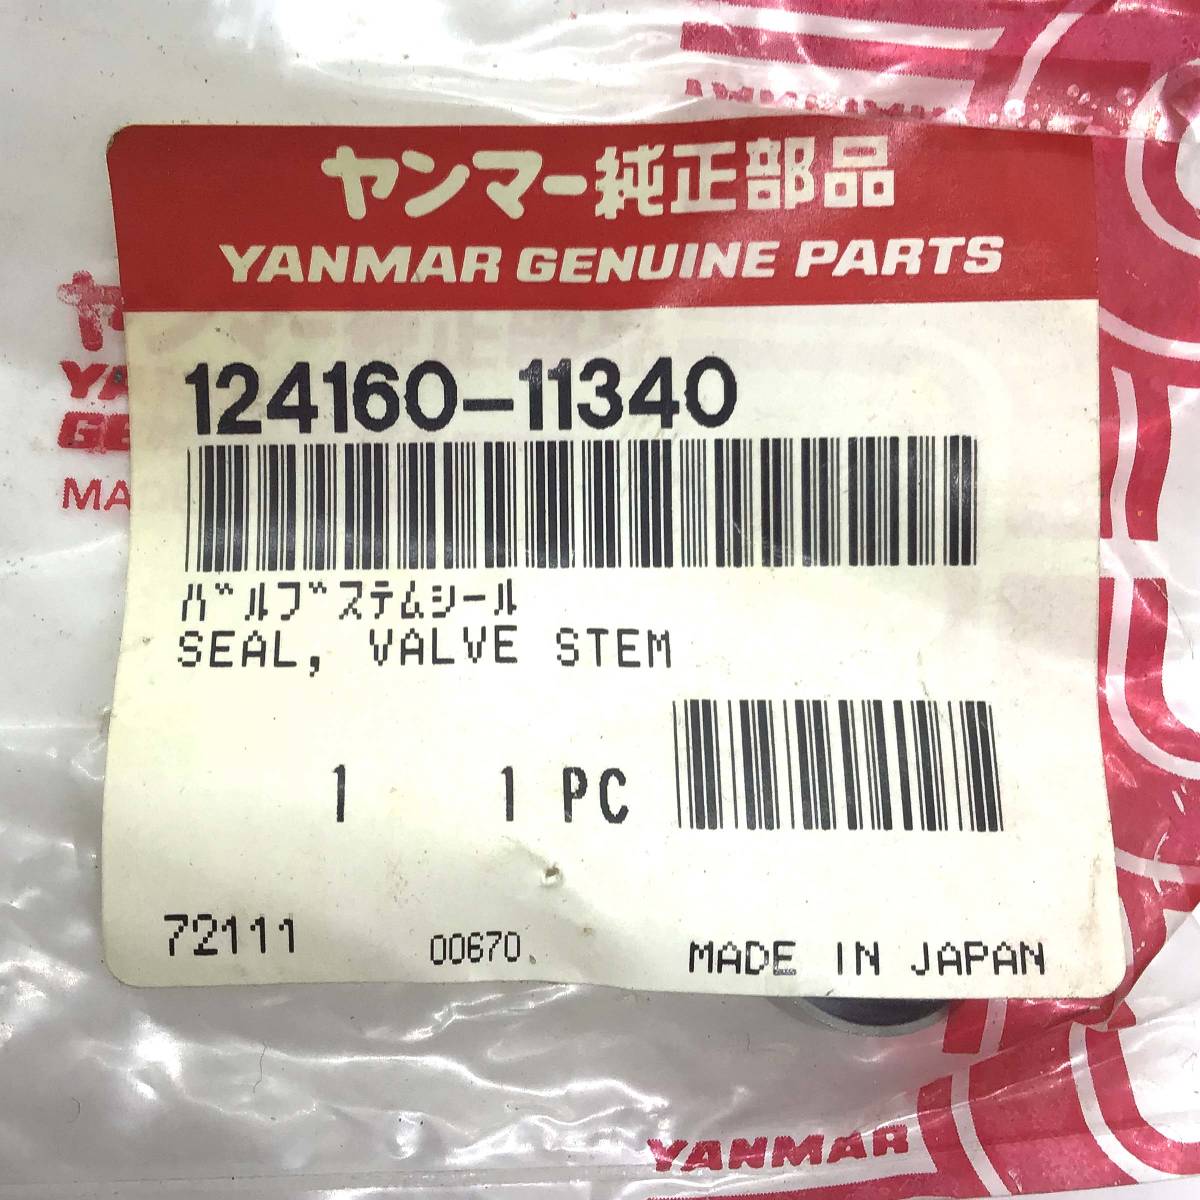 ヤンマー純正部品
YANMAR GENUINE PARTS
124160-11340
バルブステムシール
SEAL, VALVE STEM
1 1 PC
72111 00670 MADE IN JAPAN
YANMAR